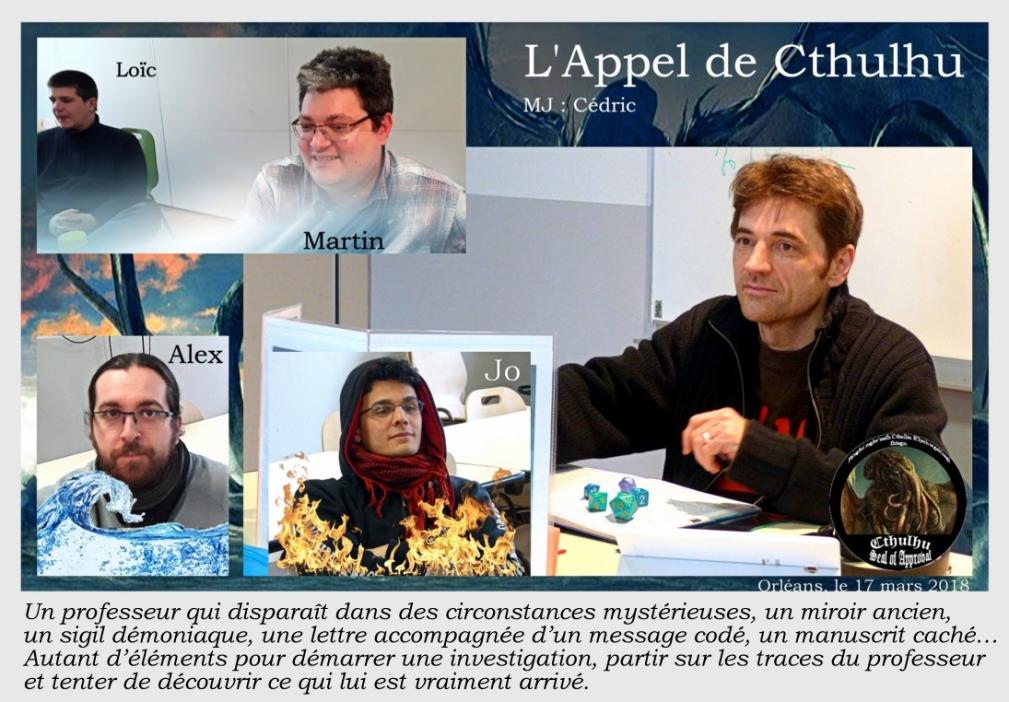 Loïc
L'Appel de Cthulhu
MJ : Cédric
Martin
Alex
Jo
Cthulhu
Seal of Approval
Orléans, le 17 mars 2018
Un professeur qui disparaît dans des circonstances mystérieuses, un miroir ancien,
un sigil démoniaque, une lettre accompagnée d'un message codé, un manuscrit caché…
Autant d'éléments pour démarrer une investigation, partir sur les traces du professeur
et tenter de découvrir ce qui lui est vraiment arrivé.